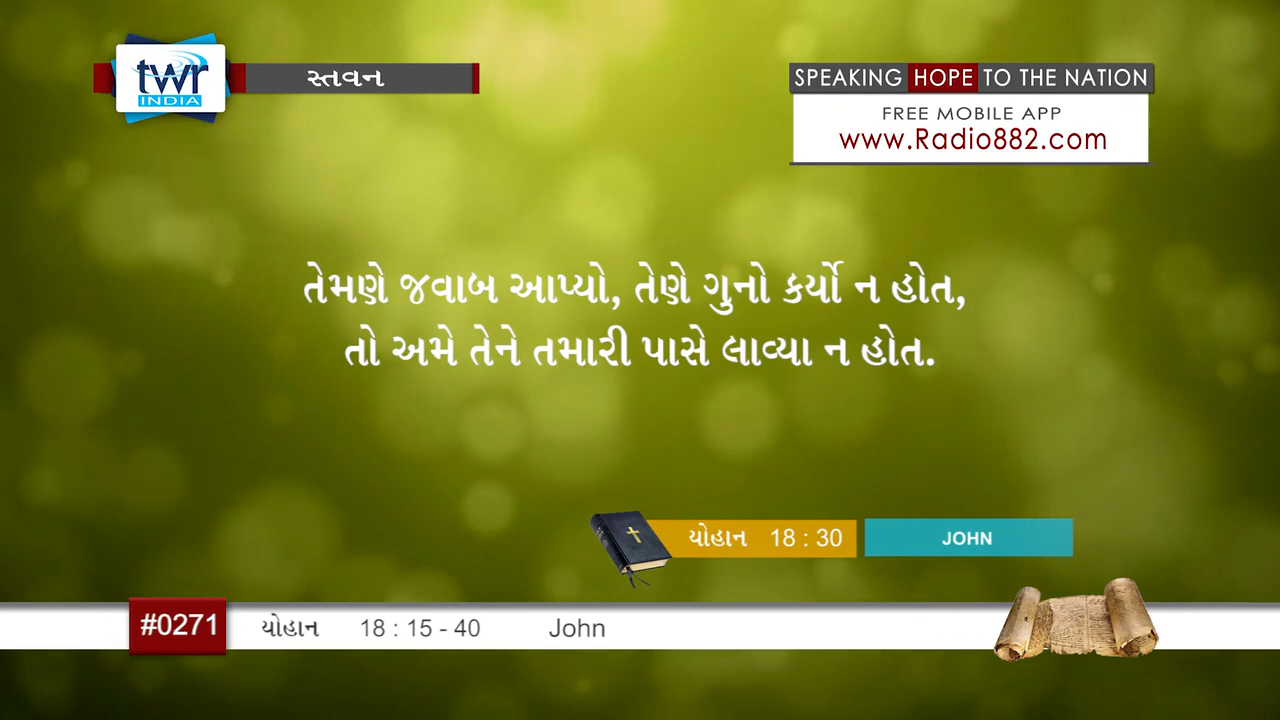 twr
INDIA
સ્તવન
SPEAKING HOPE TO THE NATION
FREE MOBILE APP
www.Radio882.com
તેમણે જવાબ આપ્યો, તેણે ગુનો કર્યો ન હોત,
તો અમે તેને તમારી પાસે લાવ્યા ન હોત.
યોહાન 18 : 30 JOHN
#0271 યોહાન 18 : 15 - 40 John